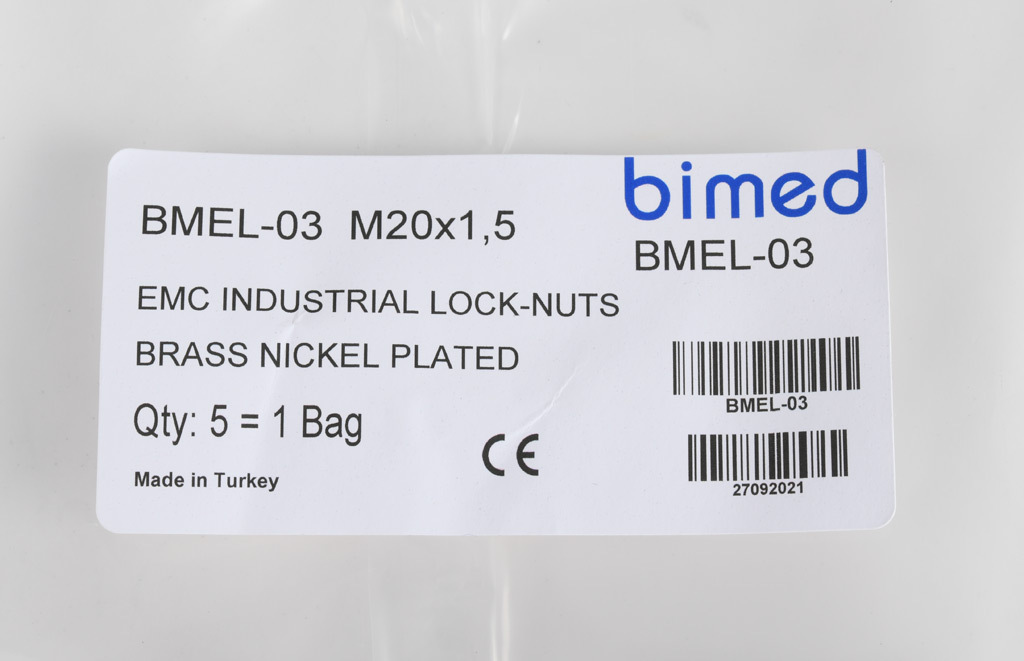 bimed
BMEL-03 M20x1,5
BMEL-03
EMC INDUSTRIAL LOCK-NUTS
BRASS NICKEL PLATED
BMEL-03
Qty: 5 = 1 Bag
CE
Made in Turkey
27092021